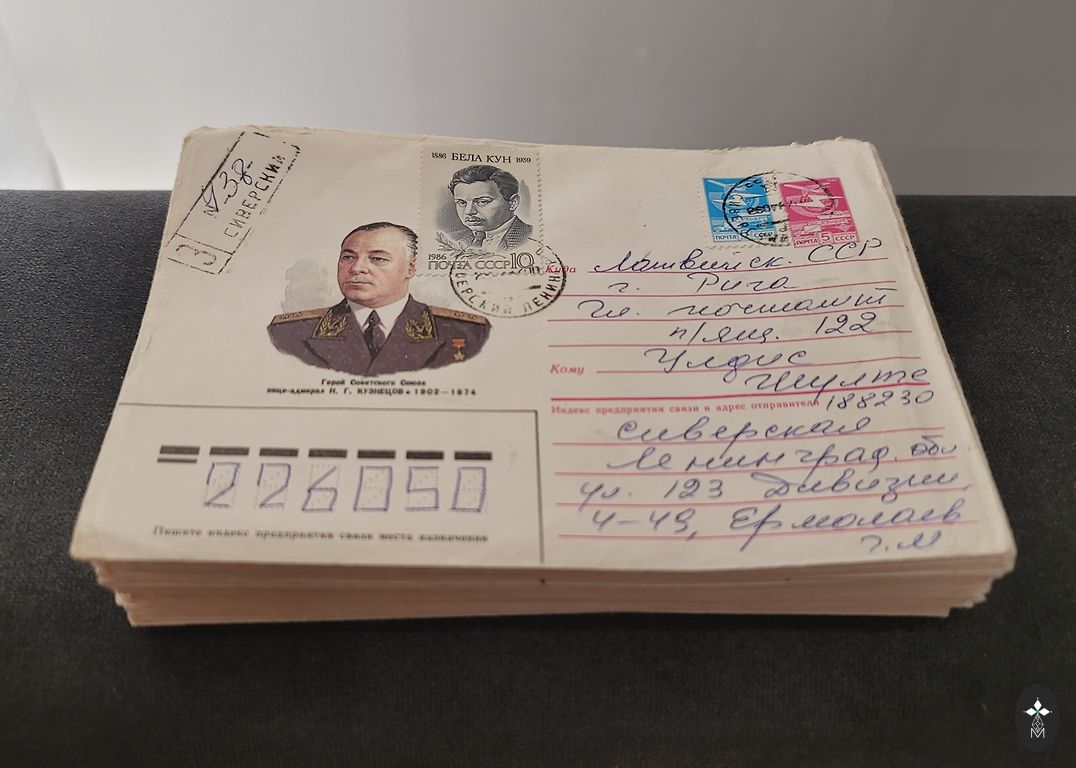 З
№ 38
СИВЕРСКИЙ
1886 БЕЛА КУН 1939
1986
ПОЧТА СССР 10
СИВЕРСКИЙ ЛЕНИН
Герой Советского Союза
вице-адмирал Н. Г. КУЗНЕЦОВ • 1902—1974
226050
Пишите индекс предприятия связи места назначения
ПОЧТА СССР
ПОЧТА 5 СССР
Куда Латвийск. ССР
г. Рига
Гл. почтамт
п/ящ. 122
Кому Улдис
Шулте
Индекс предприятия связи и адрес отправителя 188230
Сиверская
Ленинград. обл
ул. 123 Дивизии,
4-49, Ермолаев
Г. М
M